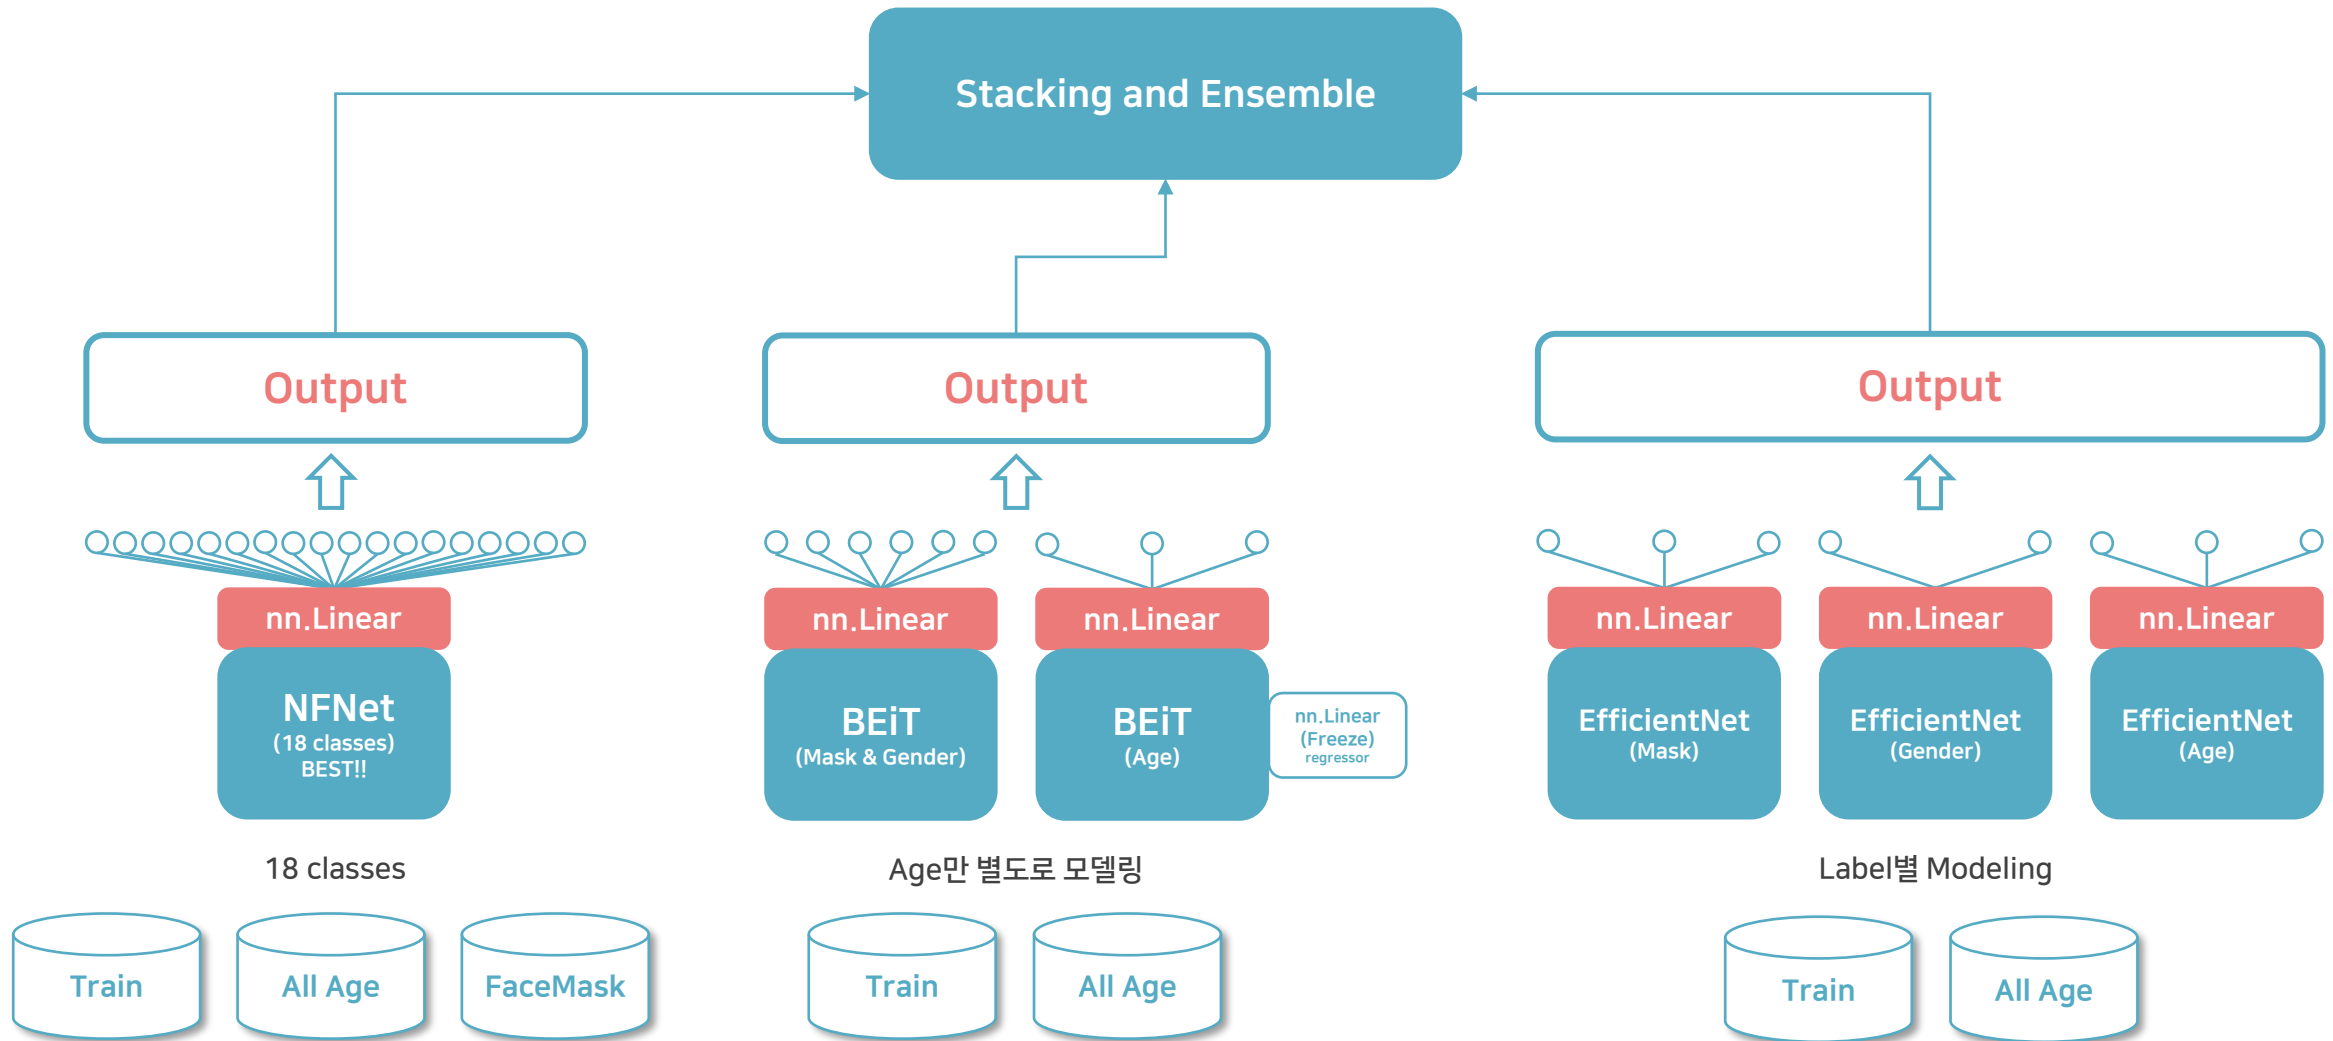 Stacking and Ensemble
Output
Output
Output
nn.Linear
NFNet
(18 classes)
BEST!!
nn.Linear
BEiT
(Mask & Gender)
nn.Linear
BEiT
(Age)
nn.Linear
(Freeze)
regressor
nn.Linear
EfficientNet
(Mask)
nn.Linear
EfficientNet
(Gender)
nn.Linear
EfficientNet
(Age)
18 classes
Age만 별도로 모델링
Label별 Modeling
Train
All Age
FaceMask
Train
All Age
Train
All Age